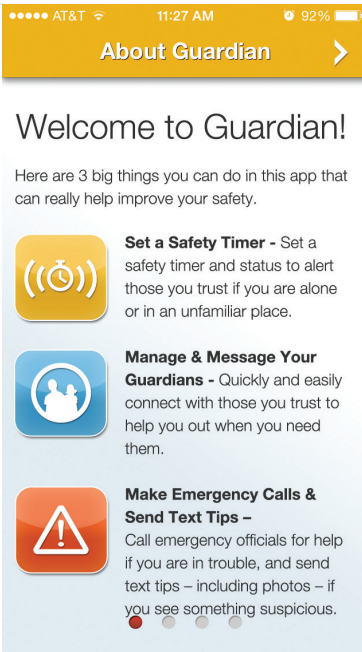 AT&T 11:27 AM 92%
About Guardian
Welcome to Guardian!
Here are 3 big things you can do in this app that
can really help improve your safety.
Set a Safety Timer - Set a
safety timer and status to alert
those you trust if you are alone
or in an unfamiliar place.
Manage & Message Your
Guardians - Quickly and easily
connect with those you trust to
help you out when you need
them.
Make Emergency Calls &
Send Text Tips –
Call emergency officials for help
if you are in trouble, and send
text tips – including photos – if
you see something suspicious.